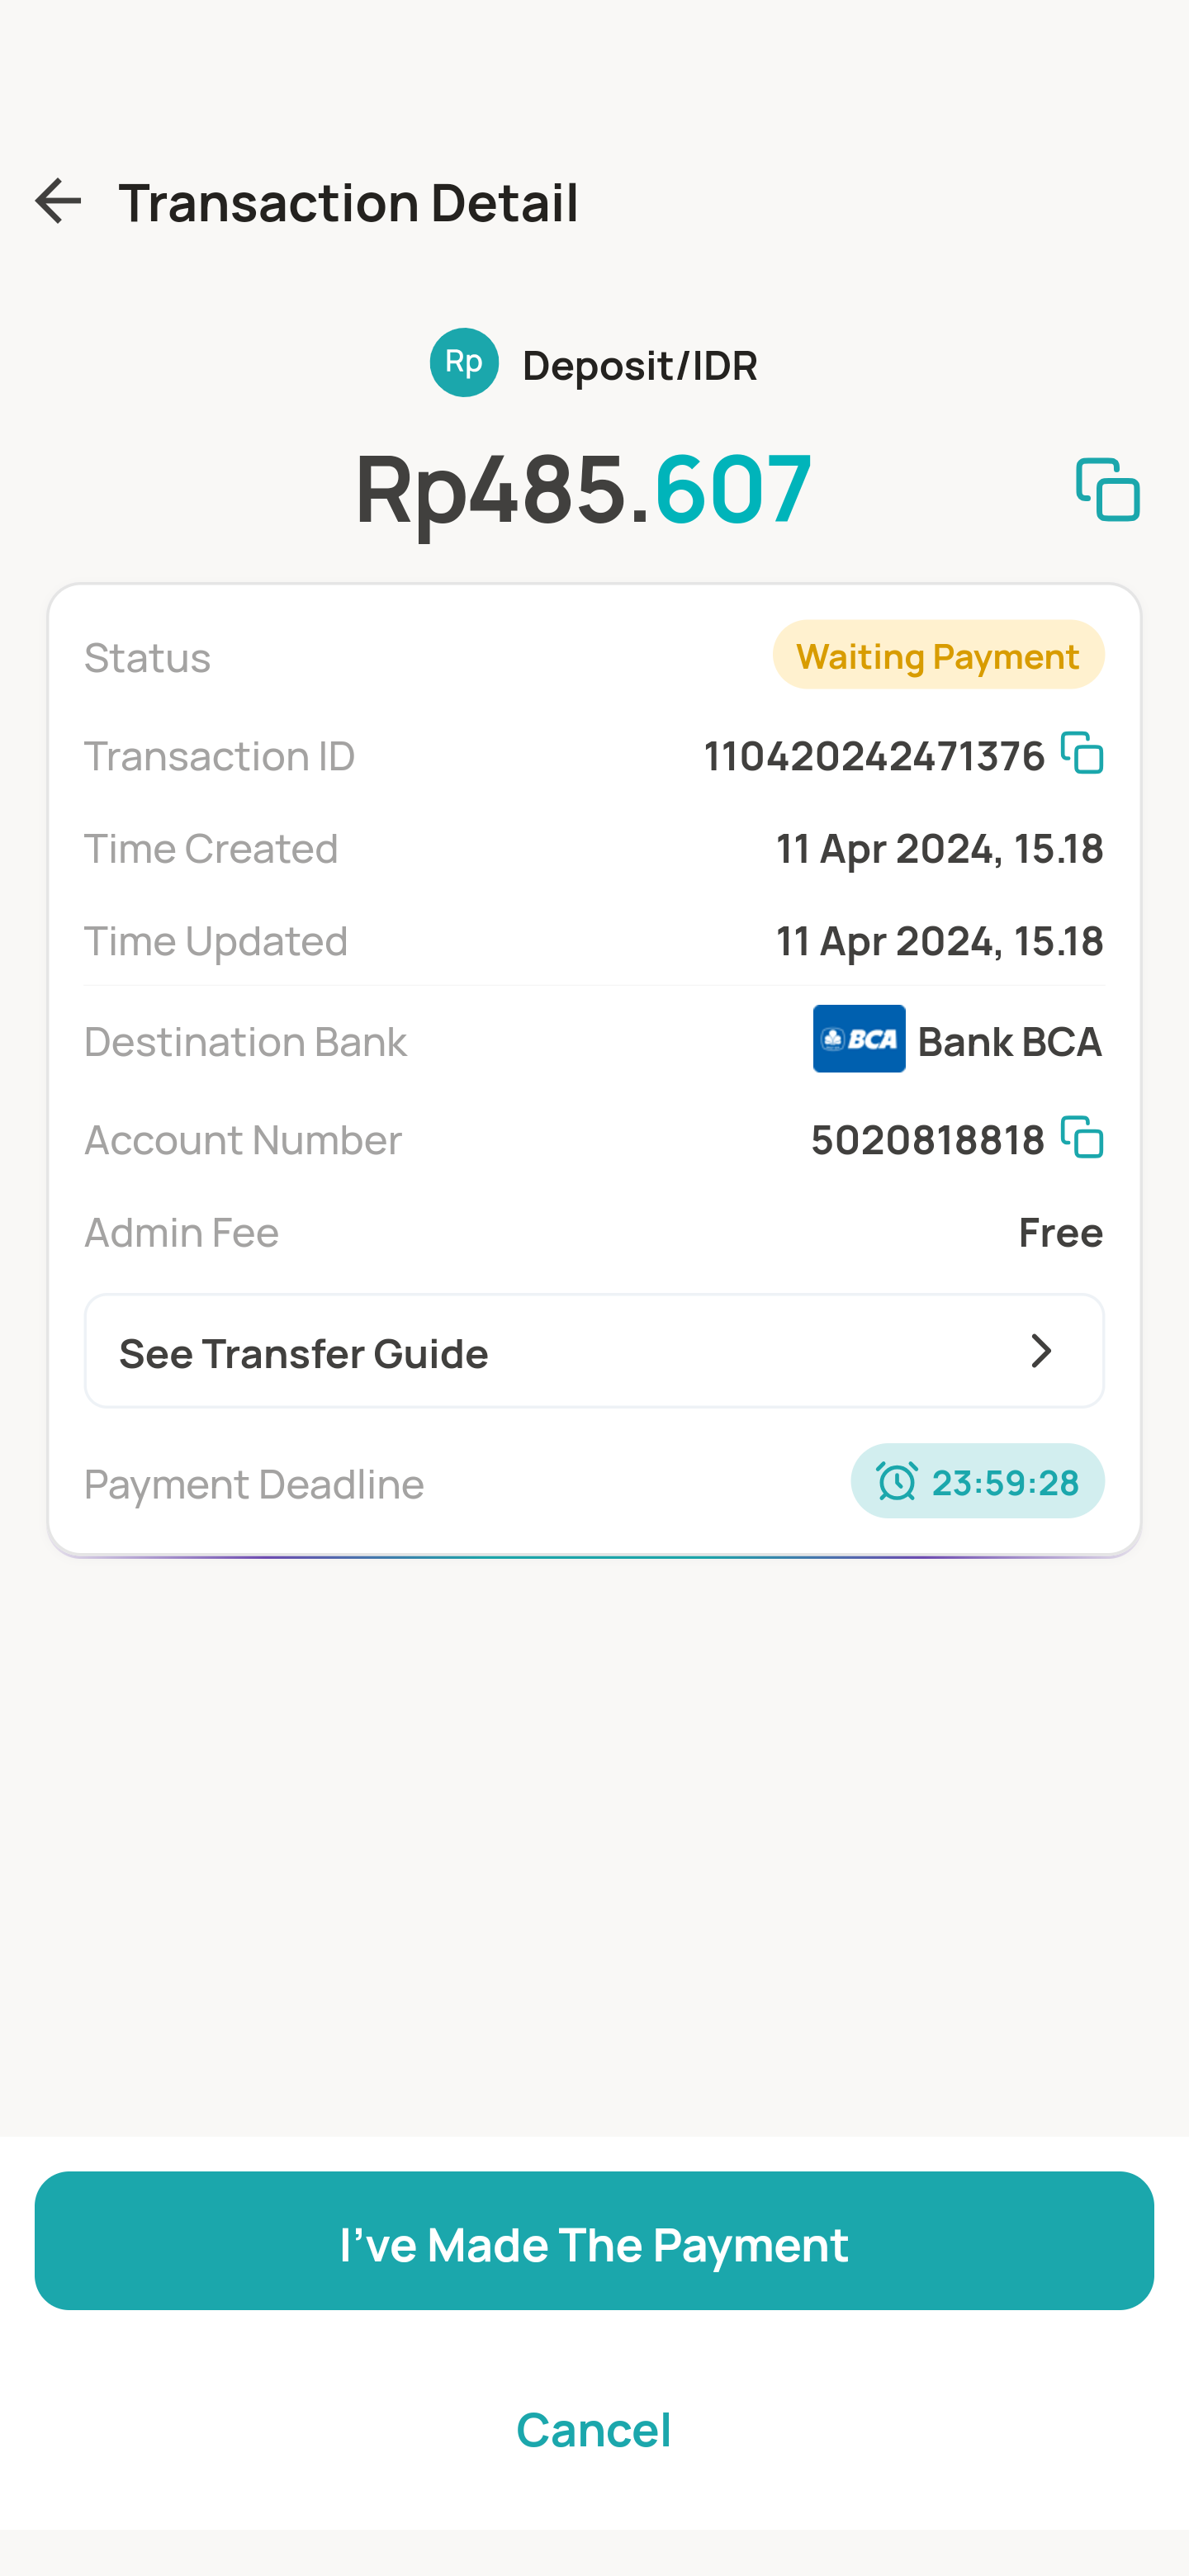 Transaction Detail
Rp Deposit/IDR
Rp485.607
Status Waiting Payment
Transaction ID 110420242471376
Time Created 11 Apr 2024, 15.18
Time Updated 11 Apr 2024, 15.18
Destination Bank BCA Bank BCA
Account Number 5020818818
Admin Fee Free
See Transfer Guide
Payment Deadline 23:59:28
I've Made The Payment
Cancel